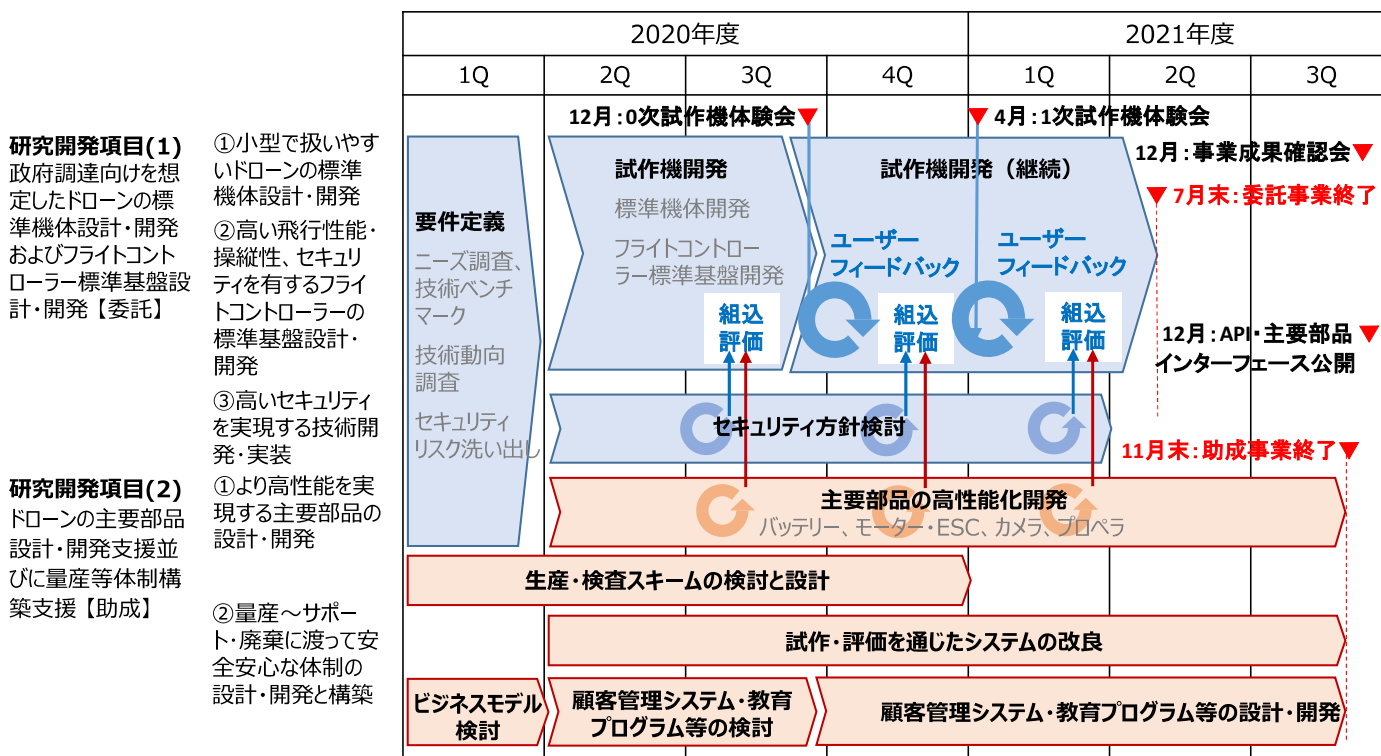 2020年度
2021年度
1Q
2Q
3Q
4Q
1Q
2Q
3Q
研究開発項目(1)
政府調達向けを想
定したドローンの標
準機体設計・開発
およびフライトコント
ローラー標準基盤設
計・開発【委託】
①小型で扱いやす
いドローンの標準
機体設計・開発
②高い飛行性能・
操縦性、セキュリ
ティを有するフライ
トコントローラーの
標準基盤設計・
開発
③高いセキュリティ
を実現する技術開
発・実装
研究開発項目(2)
ドローンの主要部品
設計・開発支援並
びに量産等体制構
築支援【助成】
①より高性能を実
現する主要部品の
設計・開発
②量産～サポー
ト・廃棄に渡って安
全安心な体制の
設計・開発と構築
12月：0次試作機体験会
4月：1次試作機体験会
12月：事業成果確認会
7月末：委託事業終了
12月：API・主要部品
インターフェース公開
11月末：助成事業終了
要件定義
ニーズ調査、
技術ベンチ
マーク
技術動向
調査
セキュリティ
リスク洗い出し
試作機開発
標準機体開発
フライトコントロー
ラー標準基盤開発
試作機開発（継続）
ユーザー
フィードバック
ユーザー
フィードバック
組込
評価
組込
評価
組込
評価
セキュリティ方針検討
主要部品の高性能化開発
バッテリー、モーター・ESC、カメラ、プロペラ
生産・検査スキームの検討と設計
試作・評価を通じたシステムの改良
ビジネスモデル
検討
顧客管理システム・教育
プログラム等の検討
顧客管理システム・教育プログラム等の設計・開発